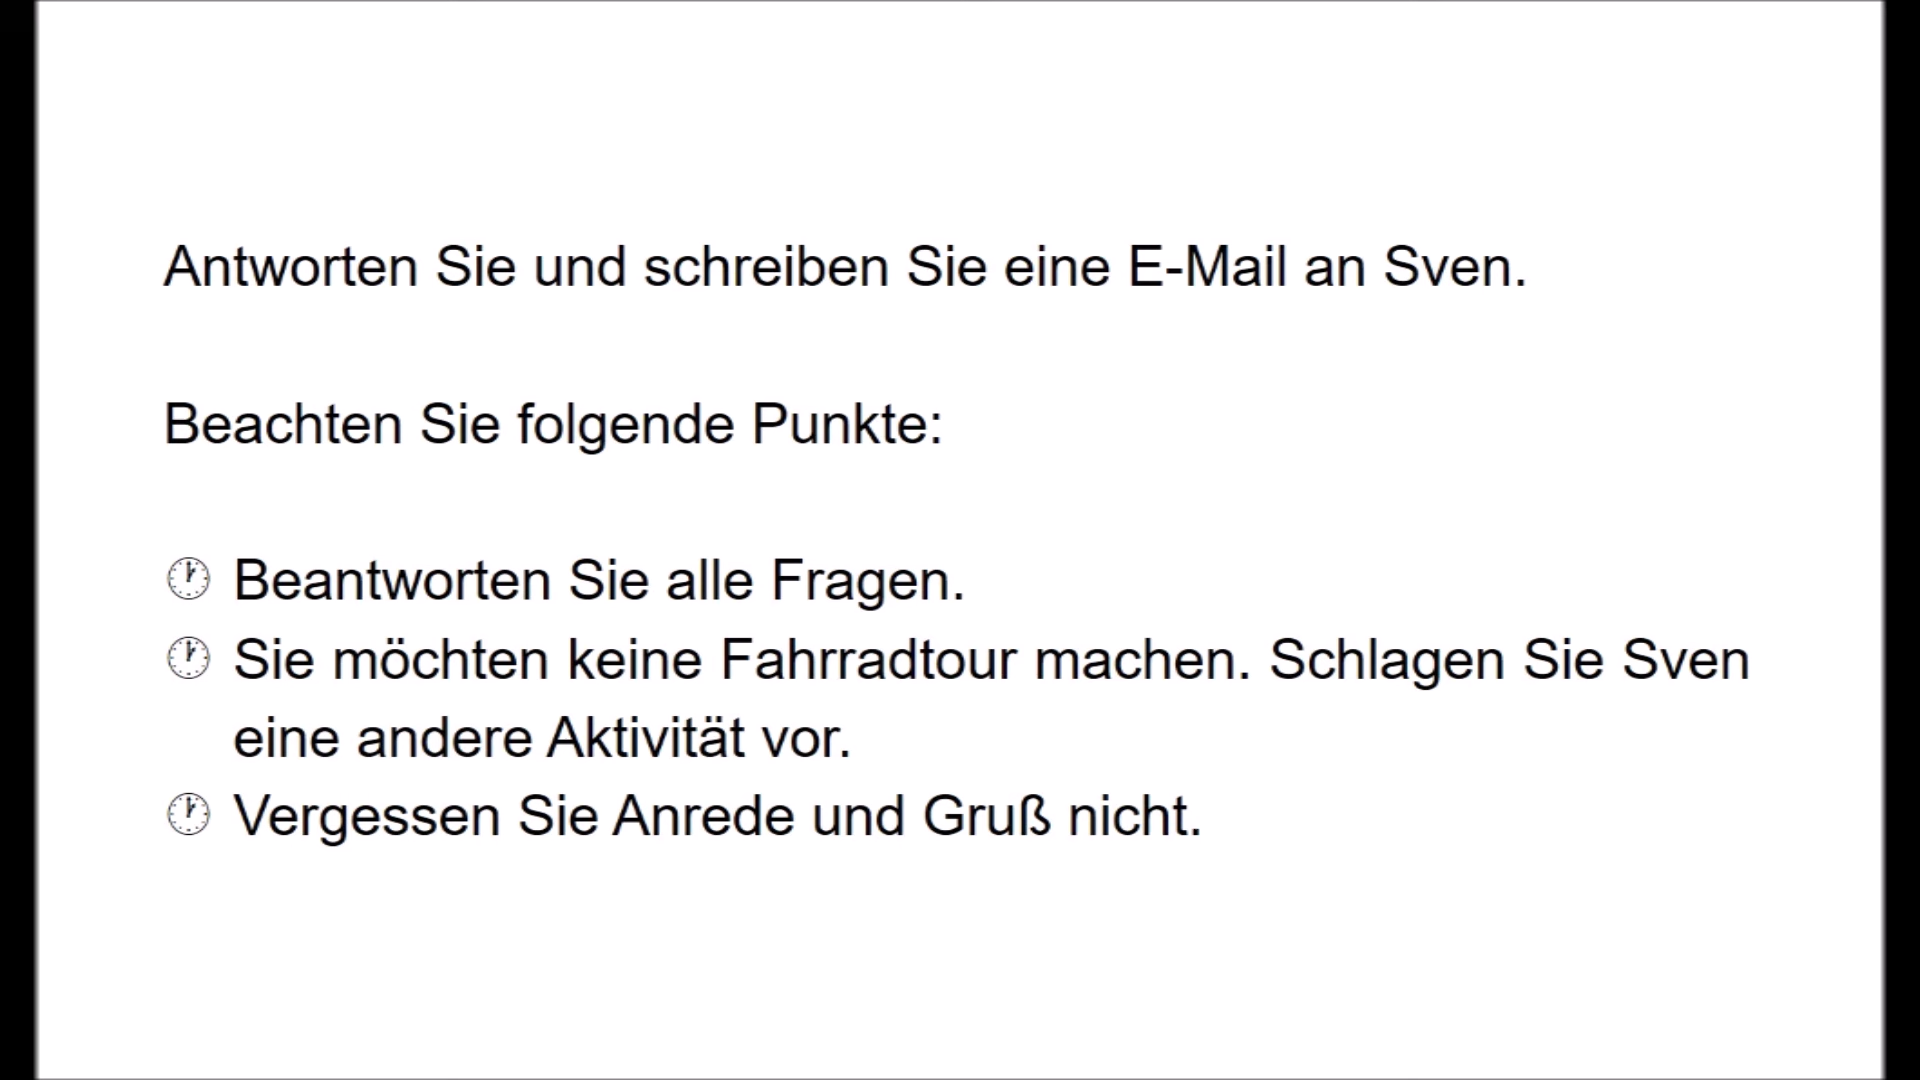 Antworten Sie und schreiben Sie eine E-Mail an Sven.
Beachten Sie folgende Punkte:
🕐 Beantworten Sie alle Fragen.
🕐 Sie möchten keine Fahrradtour machen. Schlagen Sie Sven
eine andere Aktivität vor.
🕐 Vergessen Sie Anrede und Gruß nicht.